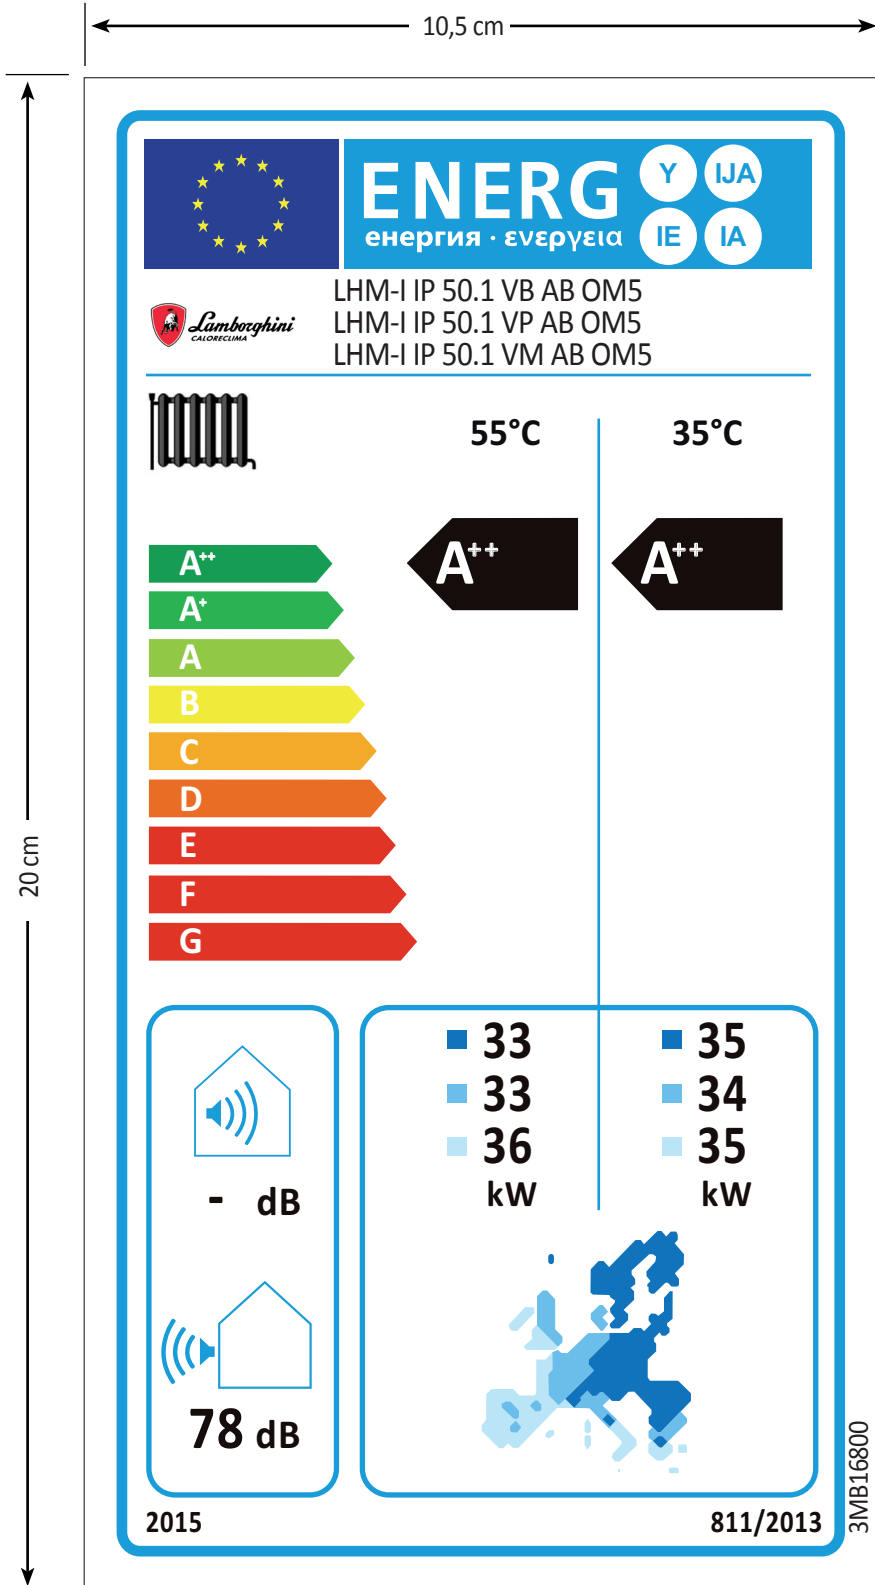 10,5 cm
20 cm
ENERG
Y
IJA
IE
IA
енергия · ενεργεια
Lamborghini
CALORECLIMA
LHM-I IP 50.1 VB AB OM5
LHM-I IP 50.1 VP AB OM5
LHM-I IP 50.1 VM AB OM5
55°C
35°C
A++
A++
A++
A+
A
B
C
D
E
F
G
33
35
33
34
36
35
kW
kW
- dB
78 dB
2015
811/2013
3MB16800